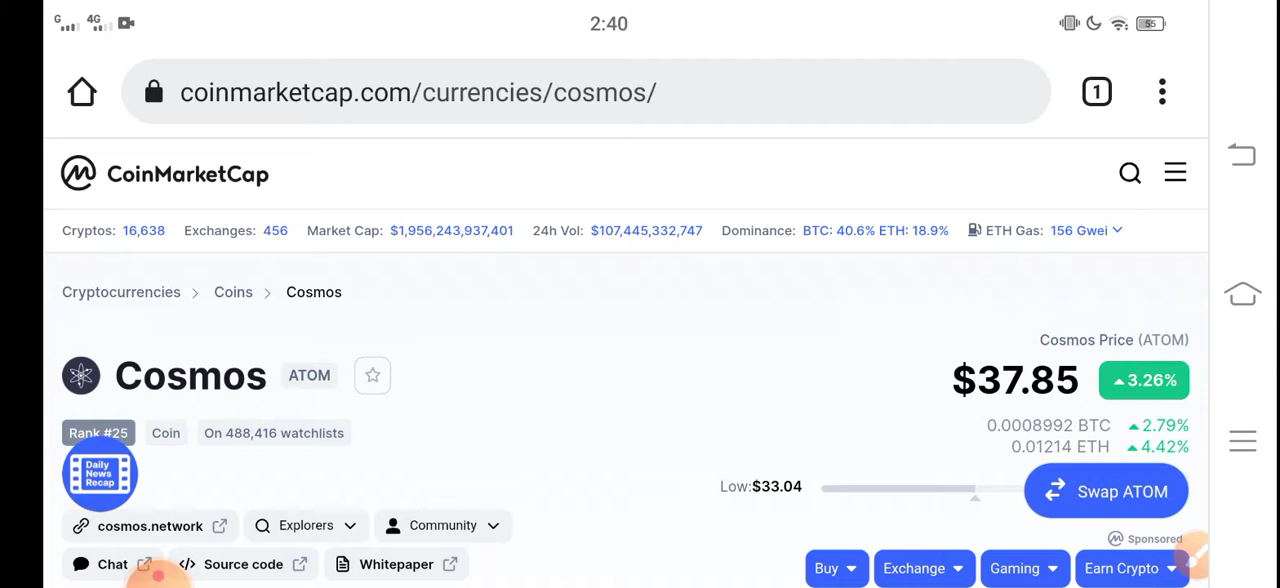 G 4G 2:40 55
coinmarketcap.com/currencies/cosmos/ 1
CoinMarketCap
Cryptos: 16,638 Exchanges: 456 Market Cap: $1,956,243,937,401 24h Vol: $107,445,332,747 Dominance: BTC: 40.6% ETH: 18.9% ETH Gas: 156 Gwei
Cryptocurrencies > Coins > Cosmos
Cosmos Price (ATOM)
Cosmos ATOM $37.85 3.26%
0.0008992 BTC 2.79%
Rank #25 Coin On 488,416 watchlists
0.01214 ETH 4.42%
Daily
News
Recap
Low:$33.04 Swap ATOM
cosmos.network Explorers Community
Sponsored
Chat Source code Whitepaper
Buy Exchange Gaming Earn Crypto